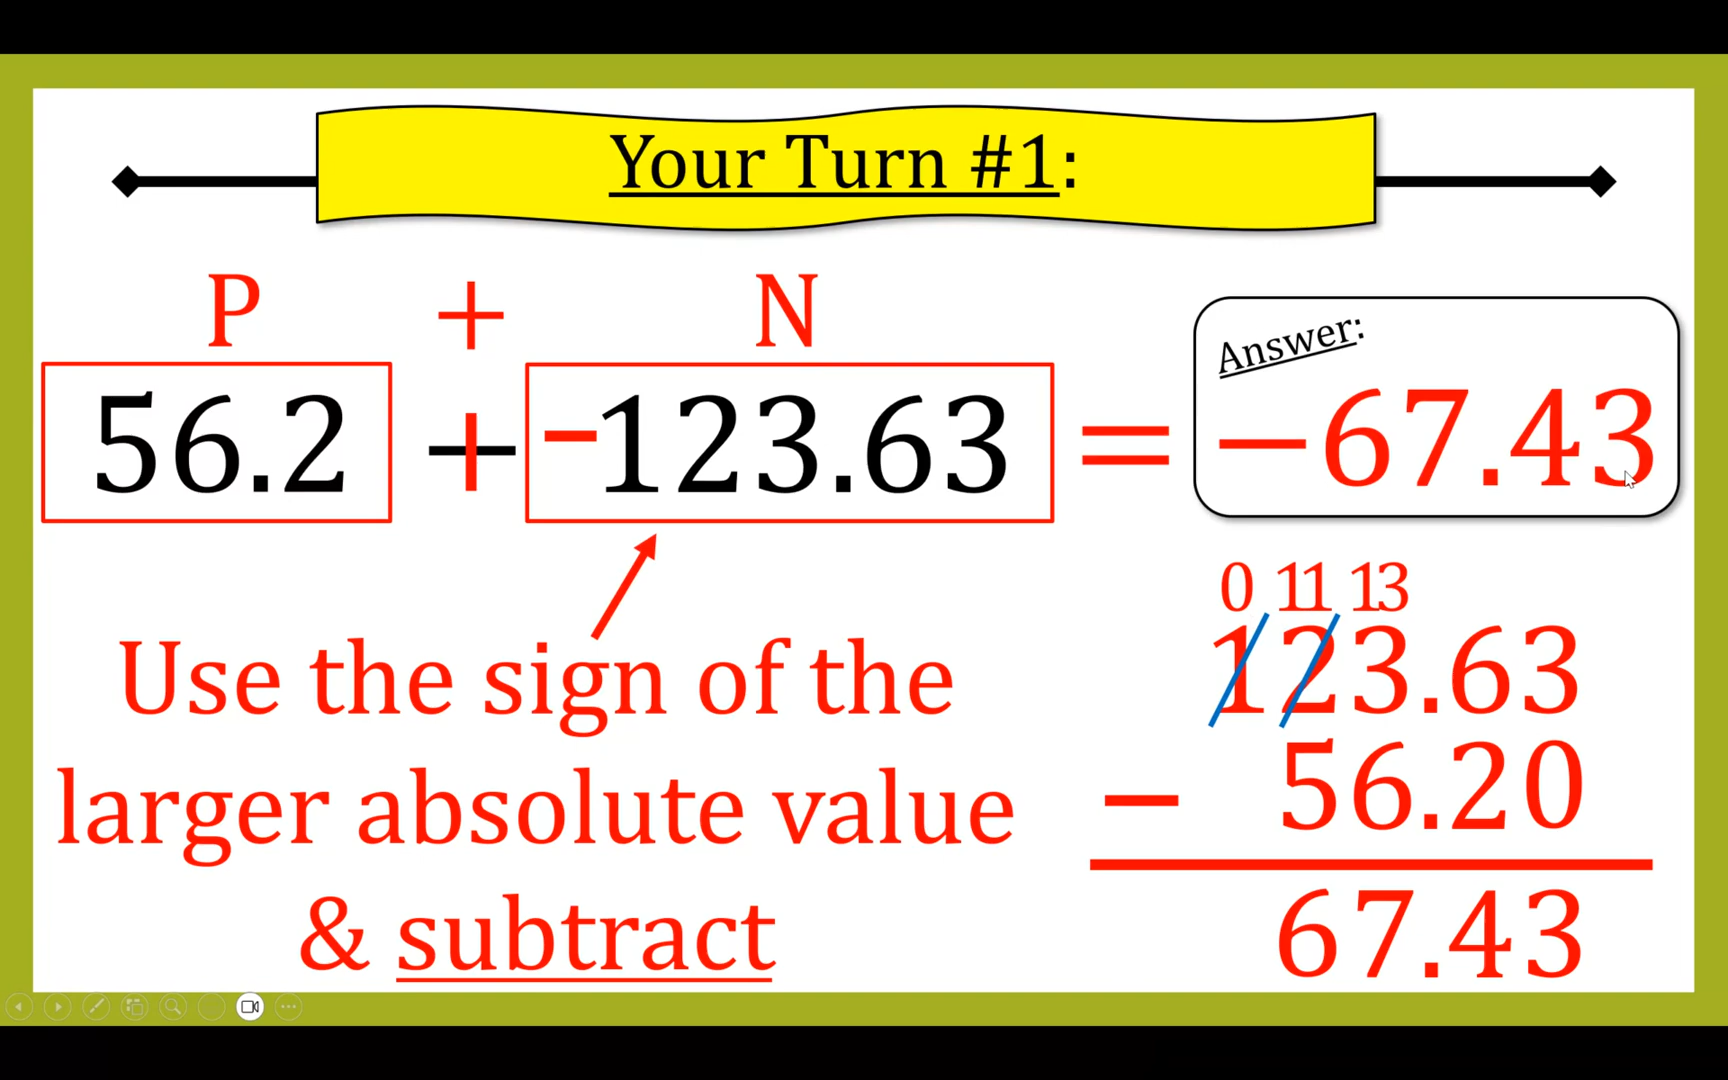 Your Turn #1:
P + N
56.2 + −123.63 = 
Answer:
−67.43
Use the sign of the
larger absolute value
& subtract
0 11 13
123.63
− 56.20
67.43